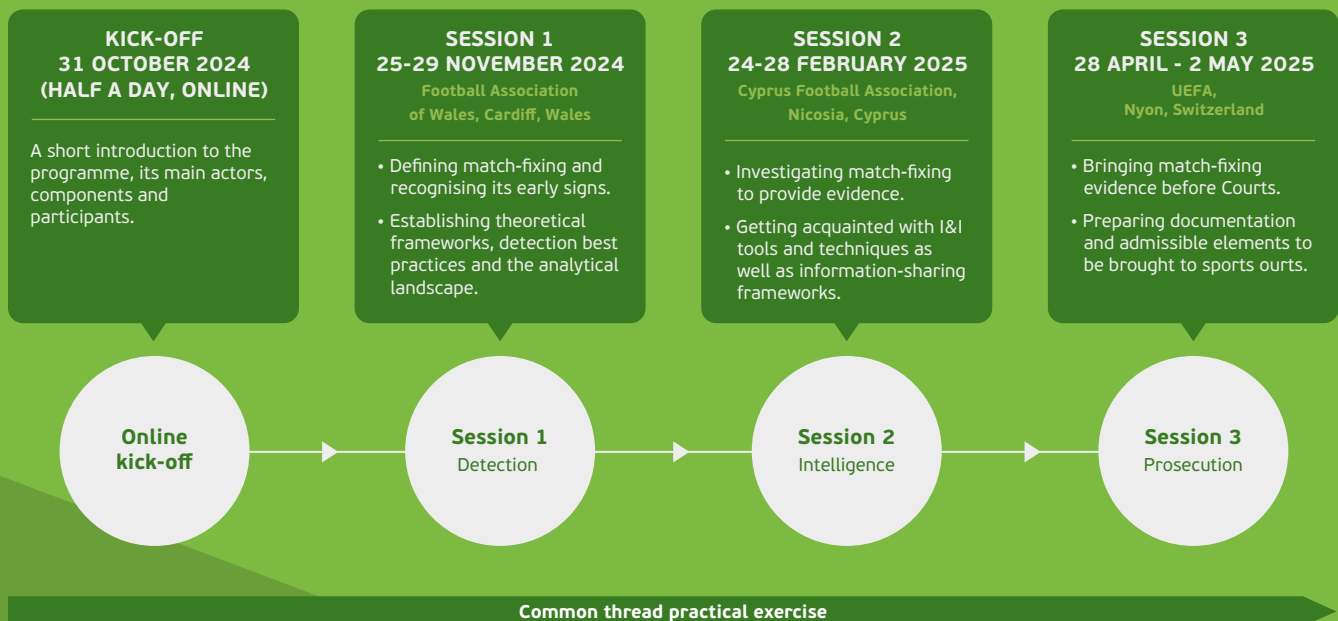 KICK-OFF
31 OCTOBER 2024
(HALF A DAY, ONLINE)
A short introduction to the
programme, its main actors,
components and
participants.
SESSION 1
25-29 NOVEMBER 2024
Football Association
of Wales, Cardiff, Wales
• Defining match-fixing and
recognising its early signs.
• Establishing theoretical
frameworks, detection best
practices and the analytical
landscape.
SESSION 2
24-28 FEBRUARY 2025
Cyprus Football Association,
Nicosia, Cyprus
• Investigating match-fixing
to provide evidence.
• Getting acquainted with I&I
tools and techniques as
well as information-sharing
frameworks.
SESSION 3
28 APRIL - 2 MAY 2025
UEFA,
Nyon, Switzerland
• Bringing match-fixing
evidence before Courts.
• Preparing documentation
and admissible elements to
be brought to sports ourts.
Online
kick-off
Session 1
Detection
Session 2
Intelligence
Session 3
Prosecution
Common thread practical exercise